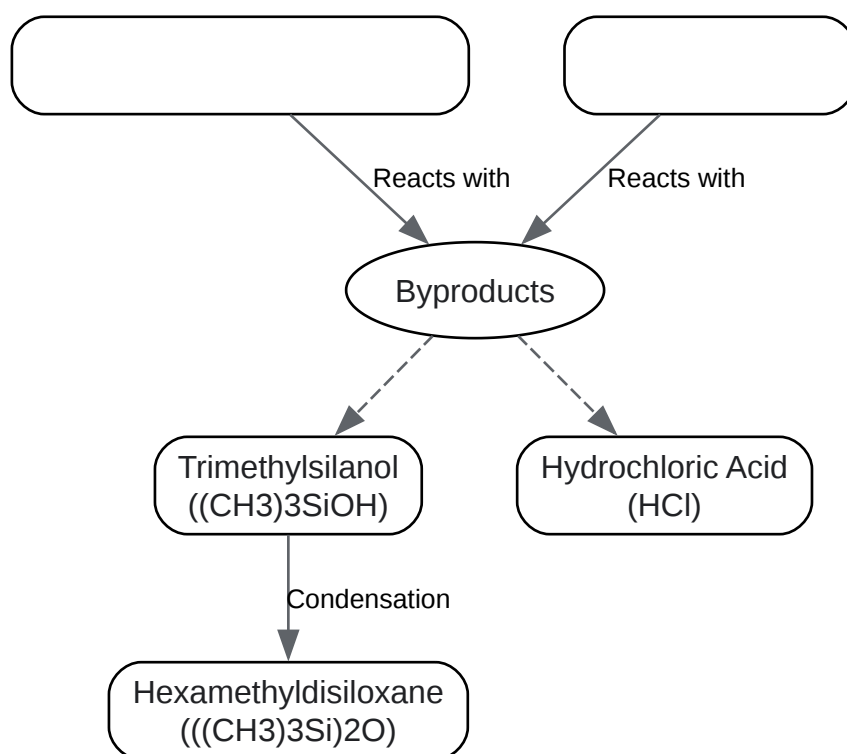 Reacts with
Reacts with
Byproducts
Trimethylsilanol
((CH3)3SiOH)
Hydrochloric Acid
(HCl)
Condensation
Hexamethyldisiloxane
(((CH3)3Si)2O)